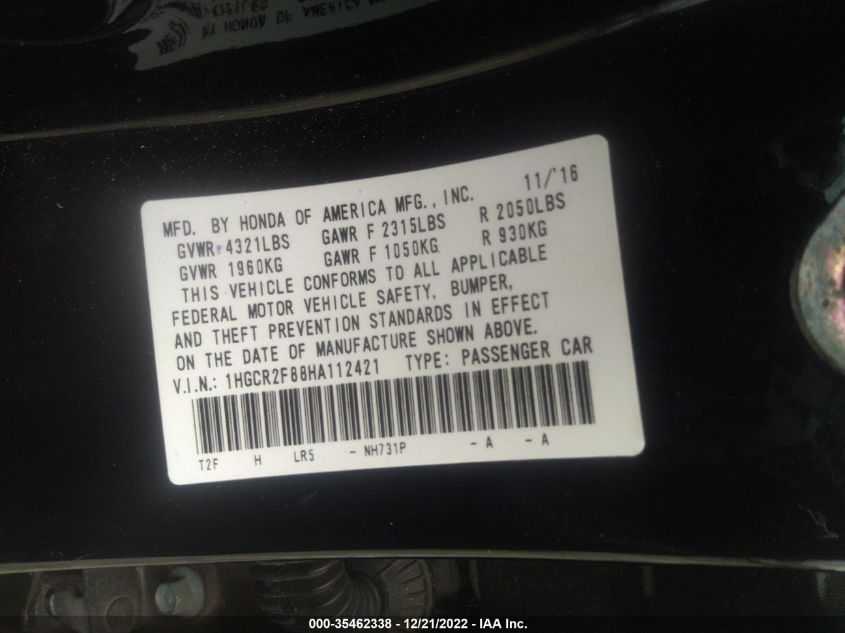 MFD. BY HONDA OF AMERICA MFG., INC. 11/'16
GVWR 4321LBS GAWR F 2315LBS R 2050LBS
GVWR 1960KG GAWR F 1050KG R 930KG
THIS VEHICLE CONFORMS TO ALL APPLICABLE
FEDERAL MOTOR VEHICLE SAFETY, BUMPER,
AND THEFT PREVENTION STANDARDS IN EFFECT
ON THE DATE OF MANUFACTURE SHOWN ABOVE.
V.I.N.: 1HGCR2F88HA112421 TYPE: PASSENGER CAR
T2F H LR5 - NH731P - A - A
000-35462338 - 12/21/2022 - IAA Inc.